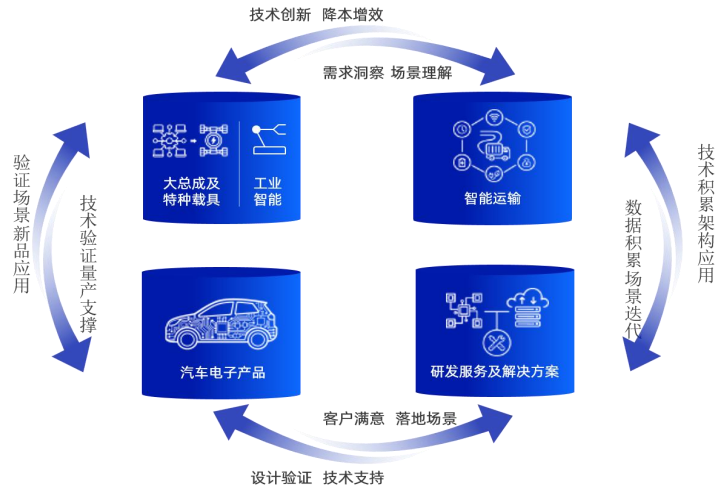 技术创新 降本增效
需求洞察 场景理解
大总成及
特种载具
工业
智能
智能运输
验证场景新品应用
技术验证量产支撑
数据积累场景迭代
技术积累架构应用
汽车电子产品
研发服务及解决方案
客户满意 落地场景
设计验证 技术支持